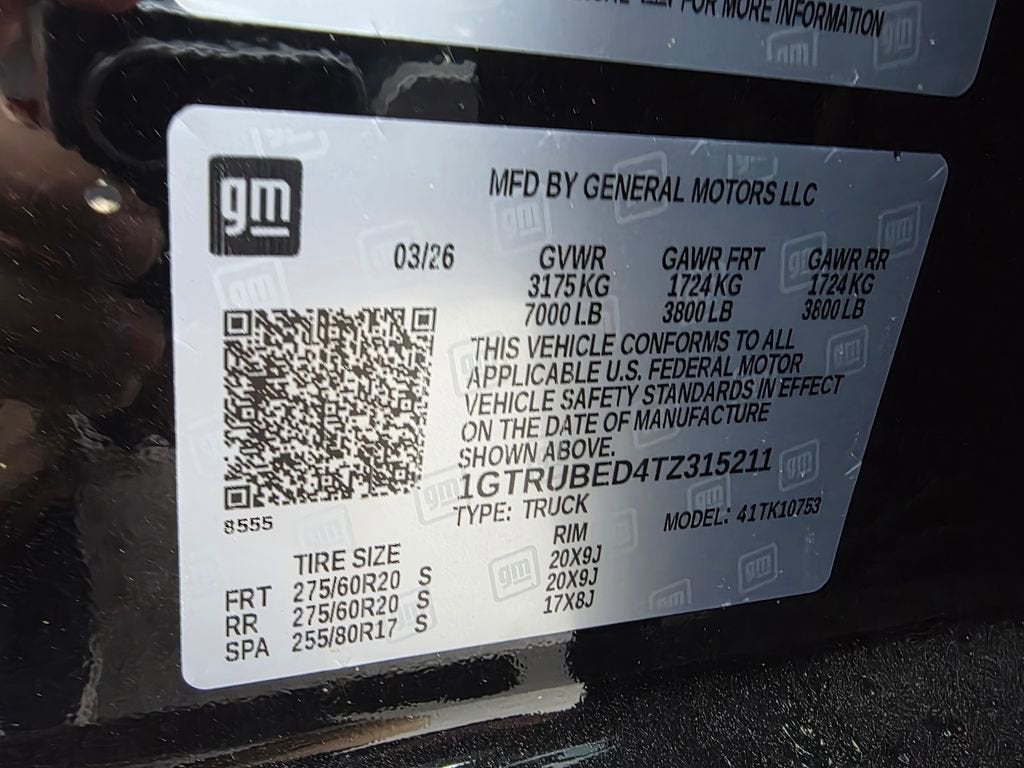 FOR MORE INFORMATION
gm
MFD BY GENERAL MOTORS LLC
03/26 GVWR GAWR FRT GAWR RR
3175 KG 1724 KG 1724 KG
7000 LB 3800 LB 3800 LB
THIS VEHICLE CONFORMS TO ALL
APPLICABLE U.S. FEDERAL MOTOR
VEHICLE SAFETY STANDARDS IN EFFECT
ON THE DATE OF MANUFACTURE
SHOWN ABOVE.
1GTRUBED4TZ315211
TYPE: TRUCK MODEL: 41TK10753
8555
TIRE SIZE RIM
FRT 275/60R20 S 20X9J
RR 275/60R20 S 20X9J
SPA 255/80R17 S 17X8J